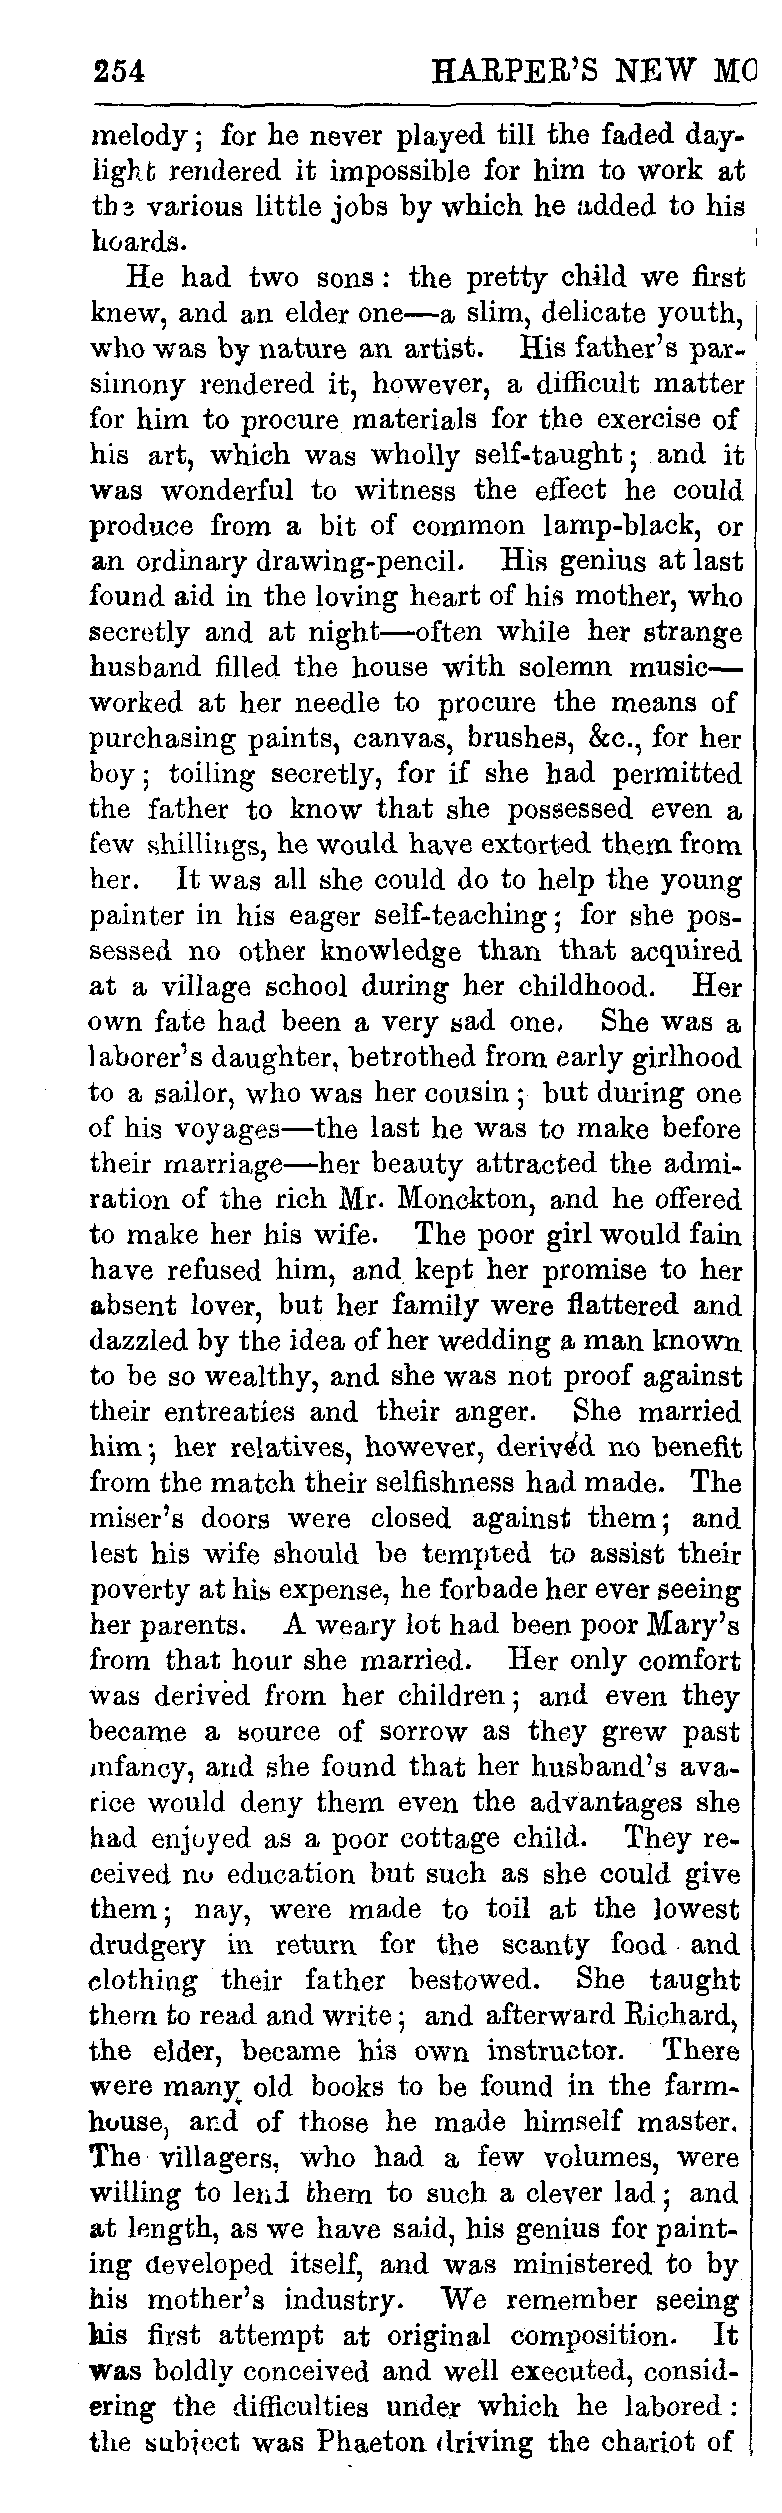 254 HARPER'S NEW MO
melody; for he never played till the faded day-
light rendered it impossible for him to work at
the various little jobs by which he added to his
hoards.
He had two sons: the pretty child we first
knew, and an elder one—a slim, delicate youth,
who was by nature an artist. His father's par-
simony rendered it, however, a difficult matter
for him to procure materials for the exercise of
his art, which was wholly self-taught; and it
was wonderful to witness the effect he could
produce from a bit of common lamp-black, or
an ordinary drawing-pencil. His genius at last
found aid in the loving heart of his mother, who
secretly and at night—often while her strange
husband filled the house with solemn music—
worked at her needle to procure the means of
purchasing paints, canvas, brushes, &c., for her
boy; toiling secretly, for if she had permitted
the father to know that she possessed even a
few shillings, he would have extorted them from
her. It was all she could do to help the young
painter in his eager self-teaching; for she pos-
sessed no other knowledge than that acquired
at a village school during her childhood. Her
own fate had been a very sad one. She was a
laborer's daughter, betrothed from early girlhood
to a sailor, who was her cousin; but during one
of his voyages—the last he was to make before
their marriage—her beauty attracted the admi-
ration of the rich Mr. Monckton, and he offered
to make her his wife. The poor girl would fain
have refused him, and kept her promise to her
absent lover, but her family were flattered and
dazzled by the idea of her wedding a man known
to be so wealthy, and she was not proof against
their entreaties and their anger. She married
him; her relatives, however, derived no benefit
from the match their selfishness had made. The
miser's doors were closed against them; and
lest his wife should be tempted to assist their
poverty at his expense, he forbade her ever seeing
her parents. A weary lot had been poor Mary's
from that hour she married. Her only comfort
was derived from her children; and even they
became a source of sorrow as they grew past
infancy, and she found that her husband's ava-
rice would deny them even the advantages she
had enjoyed as a poor cottage child. They re-
ceived no education but such as she could give
them; nay, were made to toil at the lowest
drudgery in return for the scanty food and
clothing their father bestowed. She taught
them to read and write; and afterward Richard,
the elder, became his own instructor. There
were many old books to be found in the farm-
house, and of those he made himself master.
The villagers, who had a few volumes, were
willing to lend them to such a clever lad; and
at length, as we have said, his genius for paint-
ing developed itself, and was ministered to by
his mother's industry. We remember seeing
his first attempt at original composition. It
was boldly conceived and well executed, consid-
ering the difficulties under which he labored:
the subject was Phaeton driving the chariot of